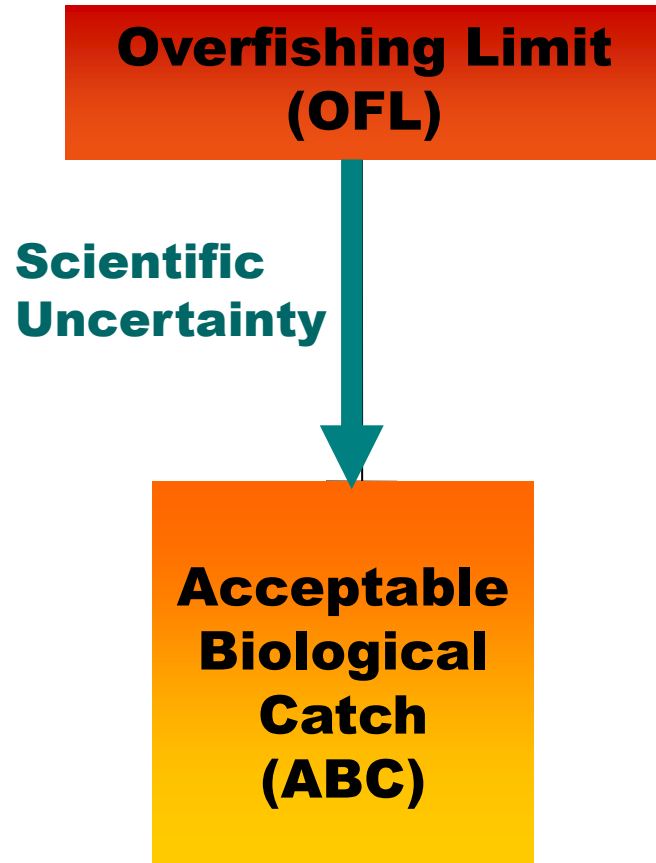 Overfishing Limit
(OFL)
Scientific
Uncertainty
Acceptable
Biological
Catch
(ABC)